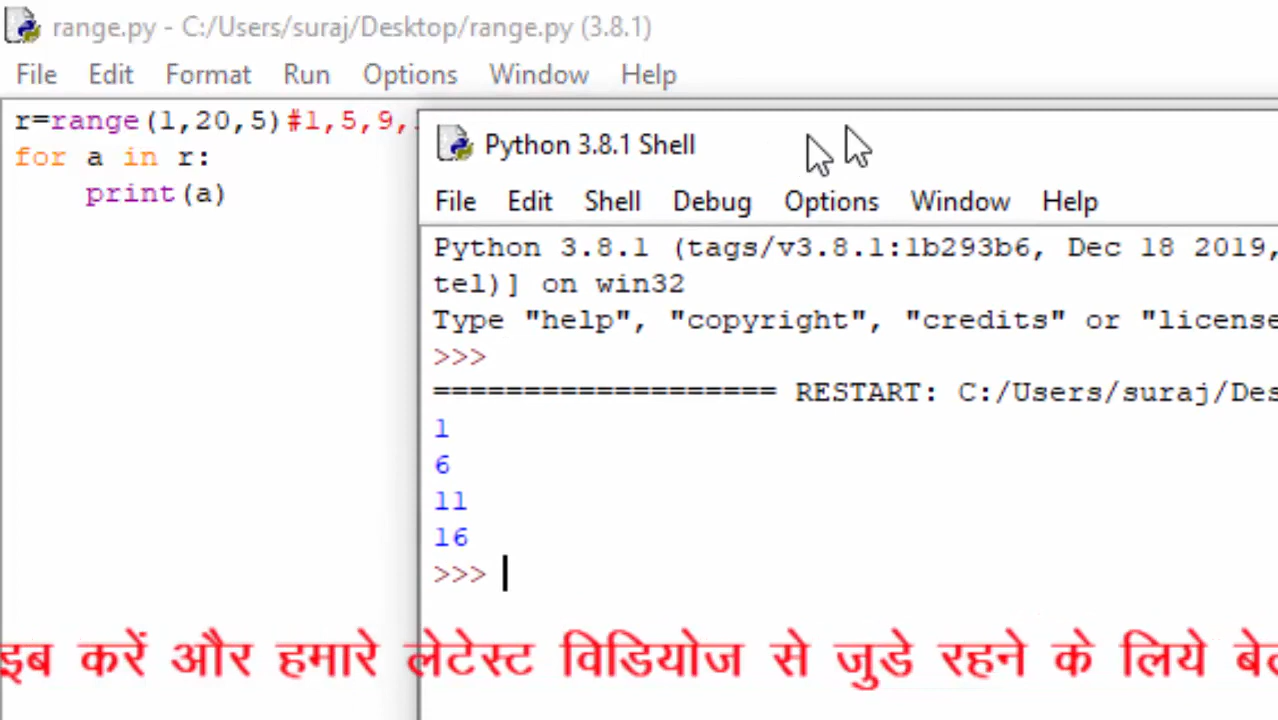 range.py - C:/Users/suraj/Desktop/range.py (3.8.1)
File Edit Format Run Options Window Help
r=range(1,20,5)#1,5,9,
for a in r:
    print(a)
Python 3.8.1 Shell
File Edit Shell Debug Options Window Help
Python 3.8.1 (tags/v3.8.1:1b293b6, Dec 18 2019,
tel)] on win32
Type "help", "copyright", "credits" or "license
>>>
=================== RESTART: C:/Users/suraj/Des
1
6
11
16
>>>
करें और हमारे लेटेस्ट विडियोज से जुडे रहने के लिये